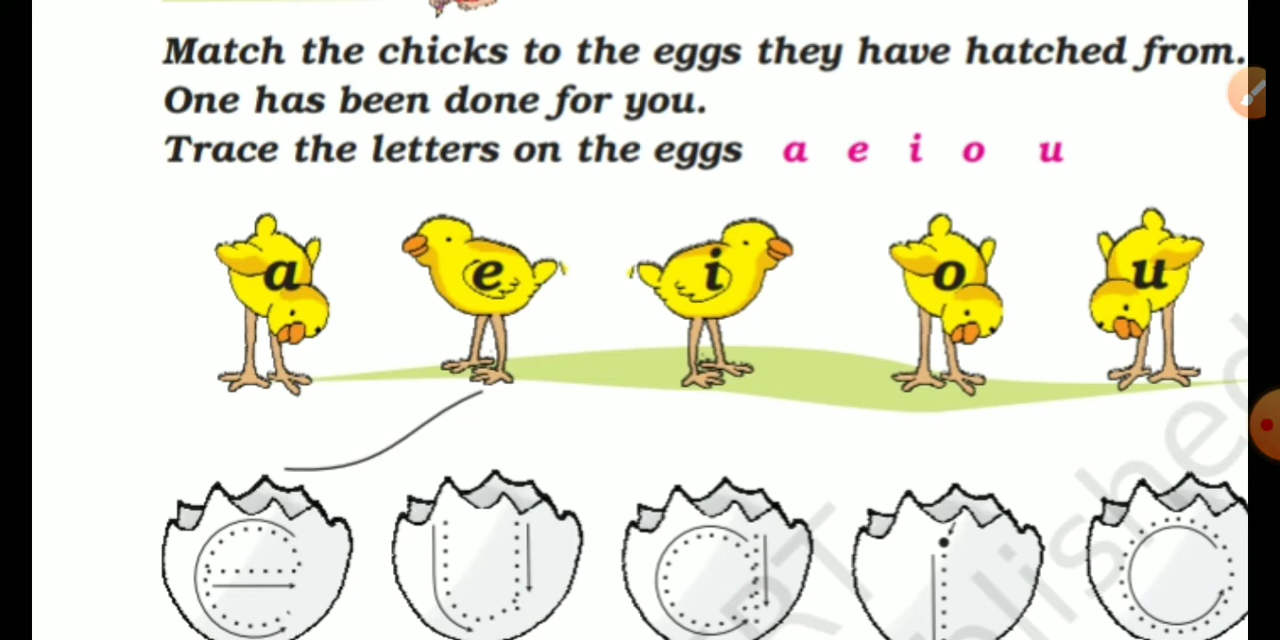 Match the chicks to the eggs they have hatched from.
One has been done for you.
Trace the letters on the eggs a e i o u
a e i o u
e u a i o